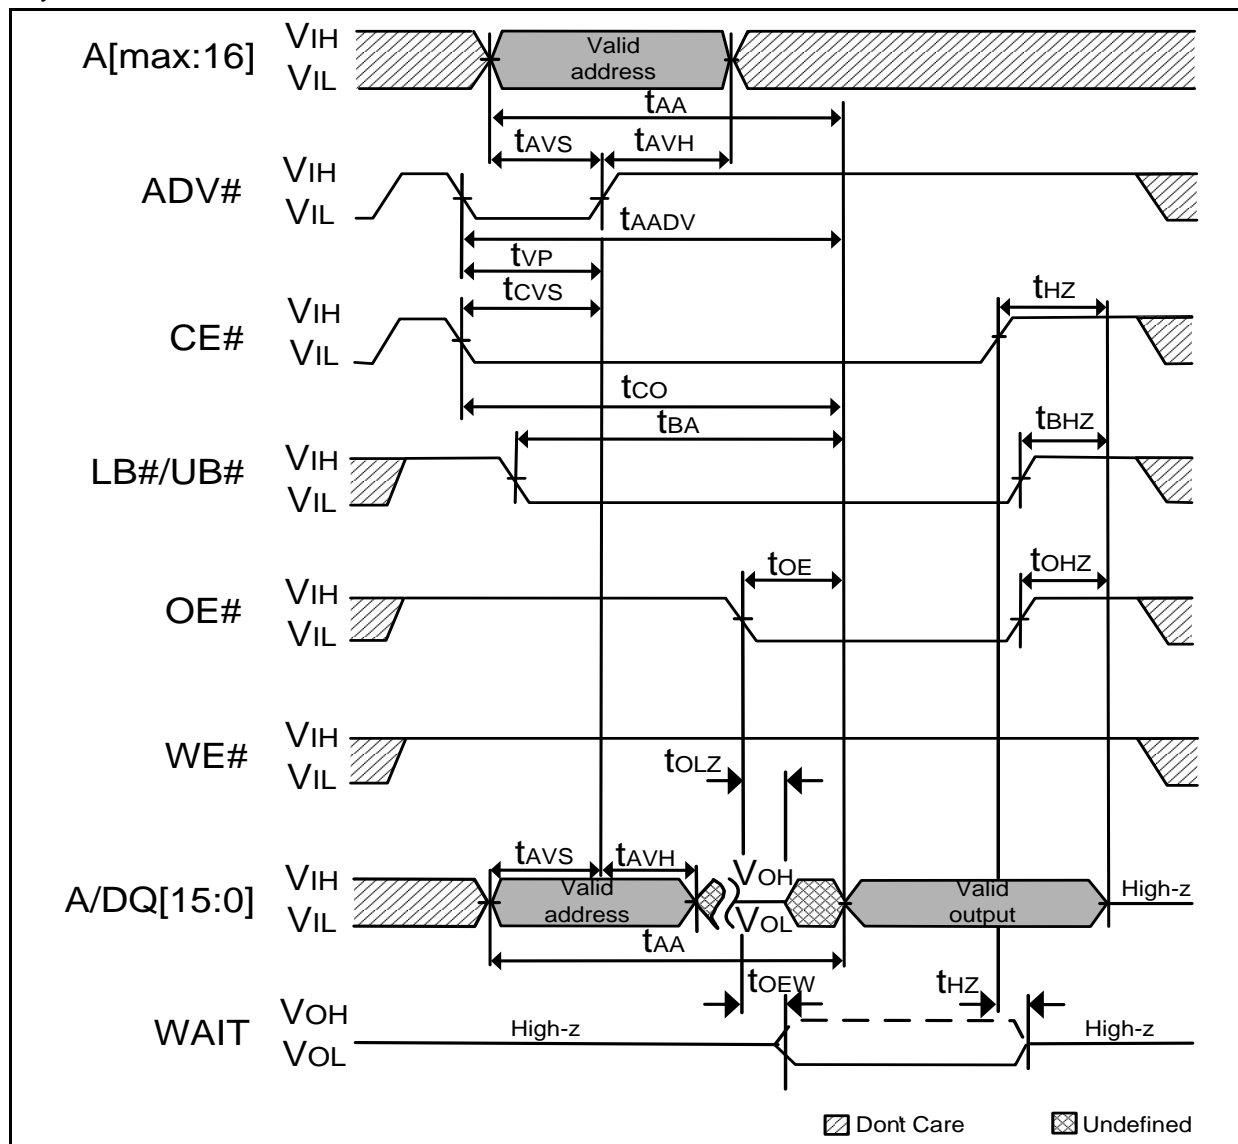 A[max:16]
VIH
VIL
Valid
address
tAA
tAVS
tAVH
ADV#
VIH
VIL
tAADV
tVP
tCVS
tHZ
CE#
VIH
VIL
tCO
tBA
tBHZ
LB#/UB#
VIH
VIL
tOE
tOHZ
OE#
VIH
VIL
WE#
VIH
VIL
tOLZ
tAVS
tAVH
A/DQ[15:0]
VIH
VIL
Valid
address
VOH
VOL
Valid
output
High-z
tAA
tOEW
tHZ
WAIT
VOH
VOL
High-z
High-z
Don't Care
Undefined